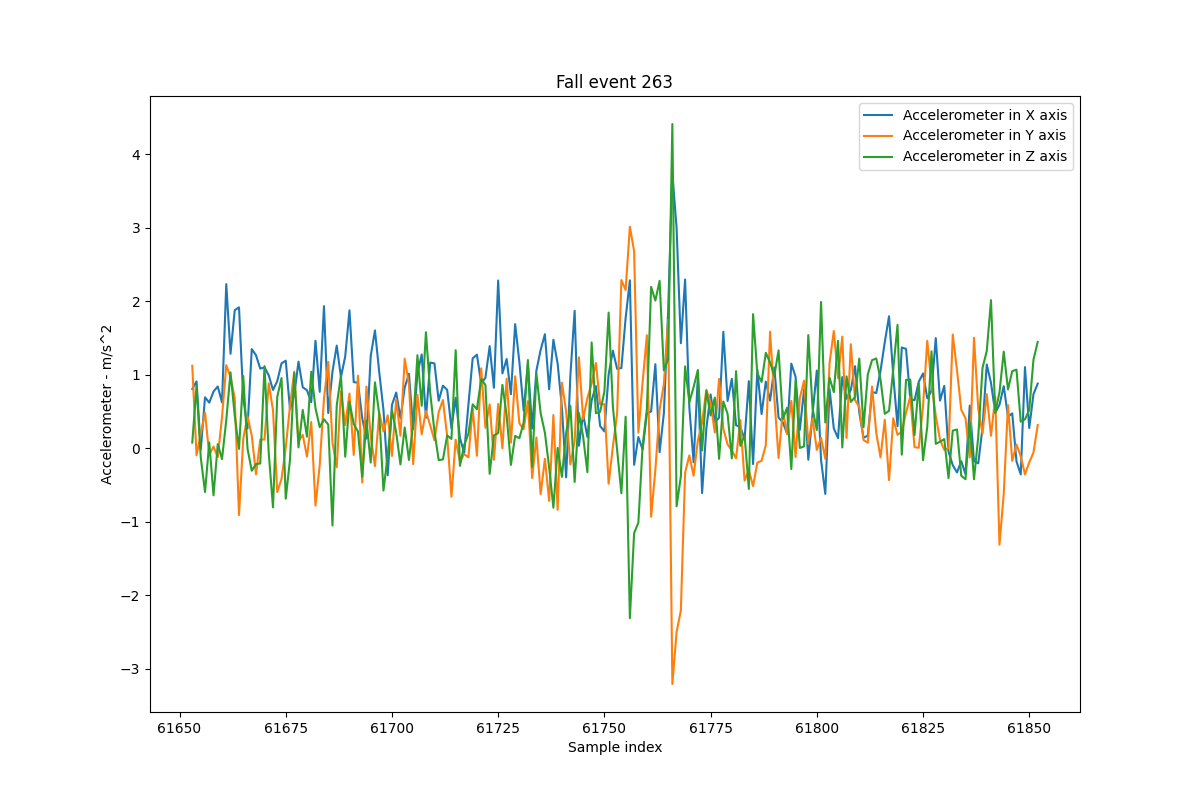 Fall event 263
Accelerometer in X axis
Accelerometer in Y axis
Accelerometer in Z axis
Accelerometer - m/s^2
4
3
2
1
0
−1
−2
−3
61650 61675 61700 61725 61750 61775 61800 61825 61850
Sample index